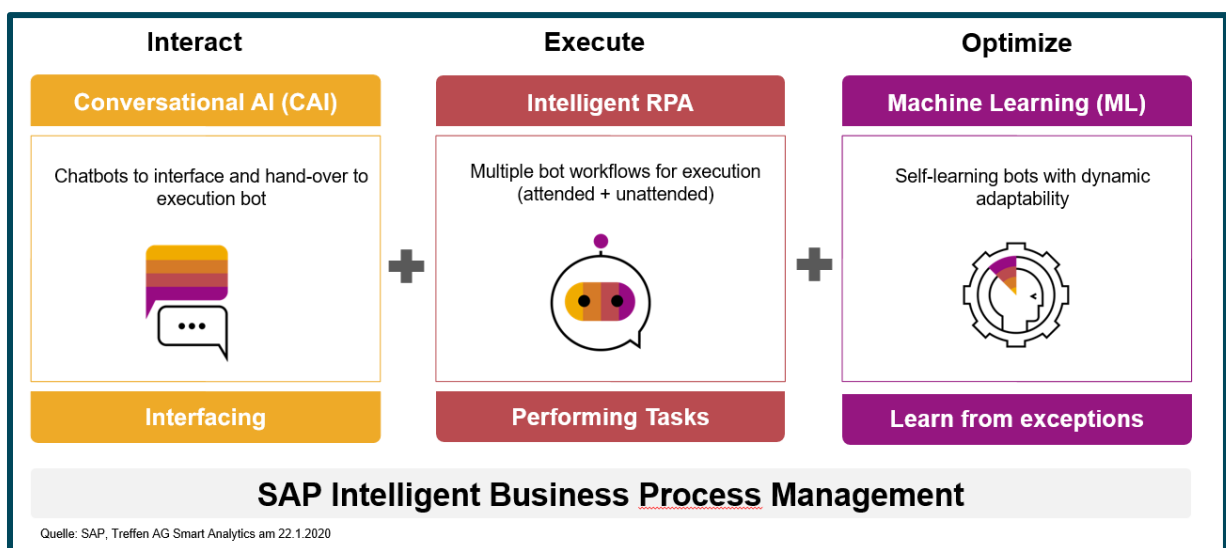 Interact
Execute
Optimize
Conversational AI (CAI)
Intelligent RPA
Machine Learning (ML)
Chatbots to interface and hand-over to
execution bot
Multiple bot workflows for execution
(attended + unattended)
Self-learning bots with dynamic
adaptability
Interfacing
Performing Tasks
Learn from exceptions
SAP Intelligent Business Process Management
Quelle: SAP, Treffen AG Smart Analytics am 22.1.2020